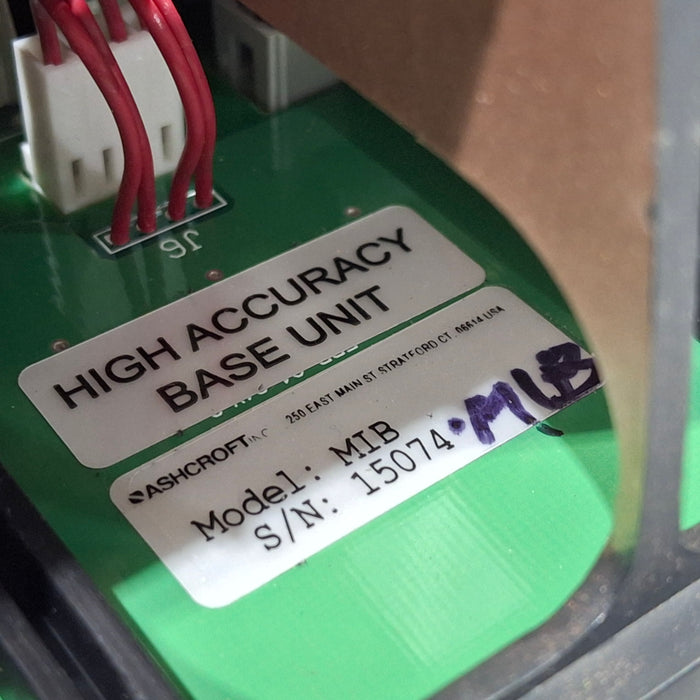 J6
HIGH ACCURACY
BASE UNIT
ASHCROFT INC 250 EAST MAIN ST STRATFORD CT. 06614 USA
Model: MIB
S/N: 15074 · MLB